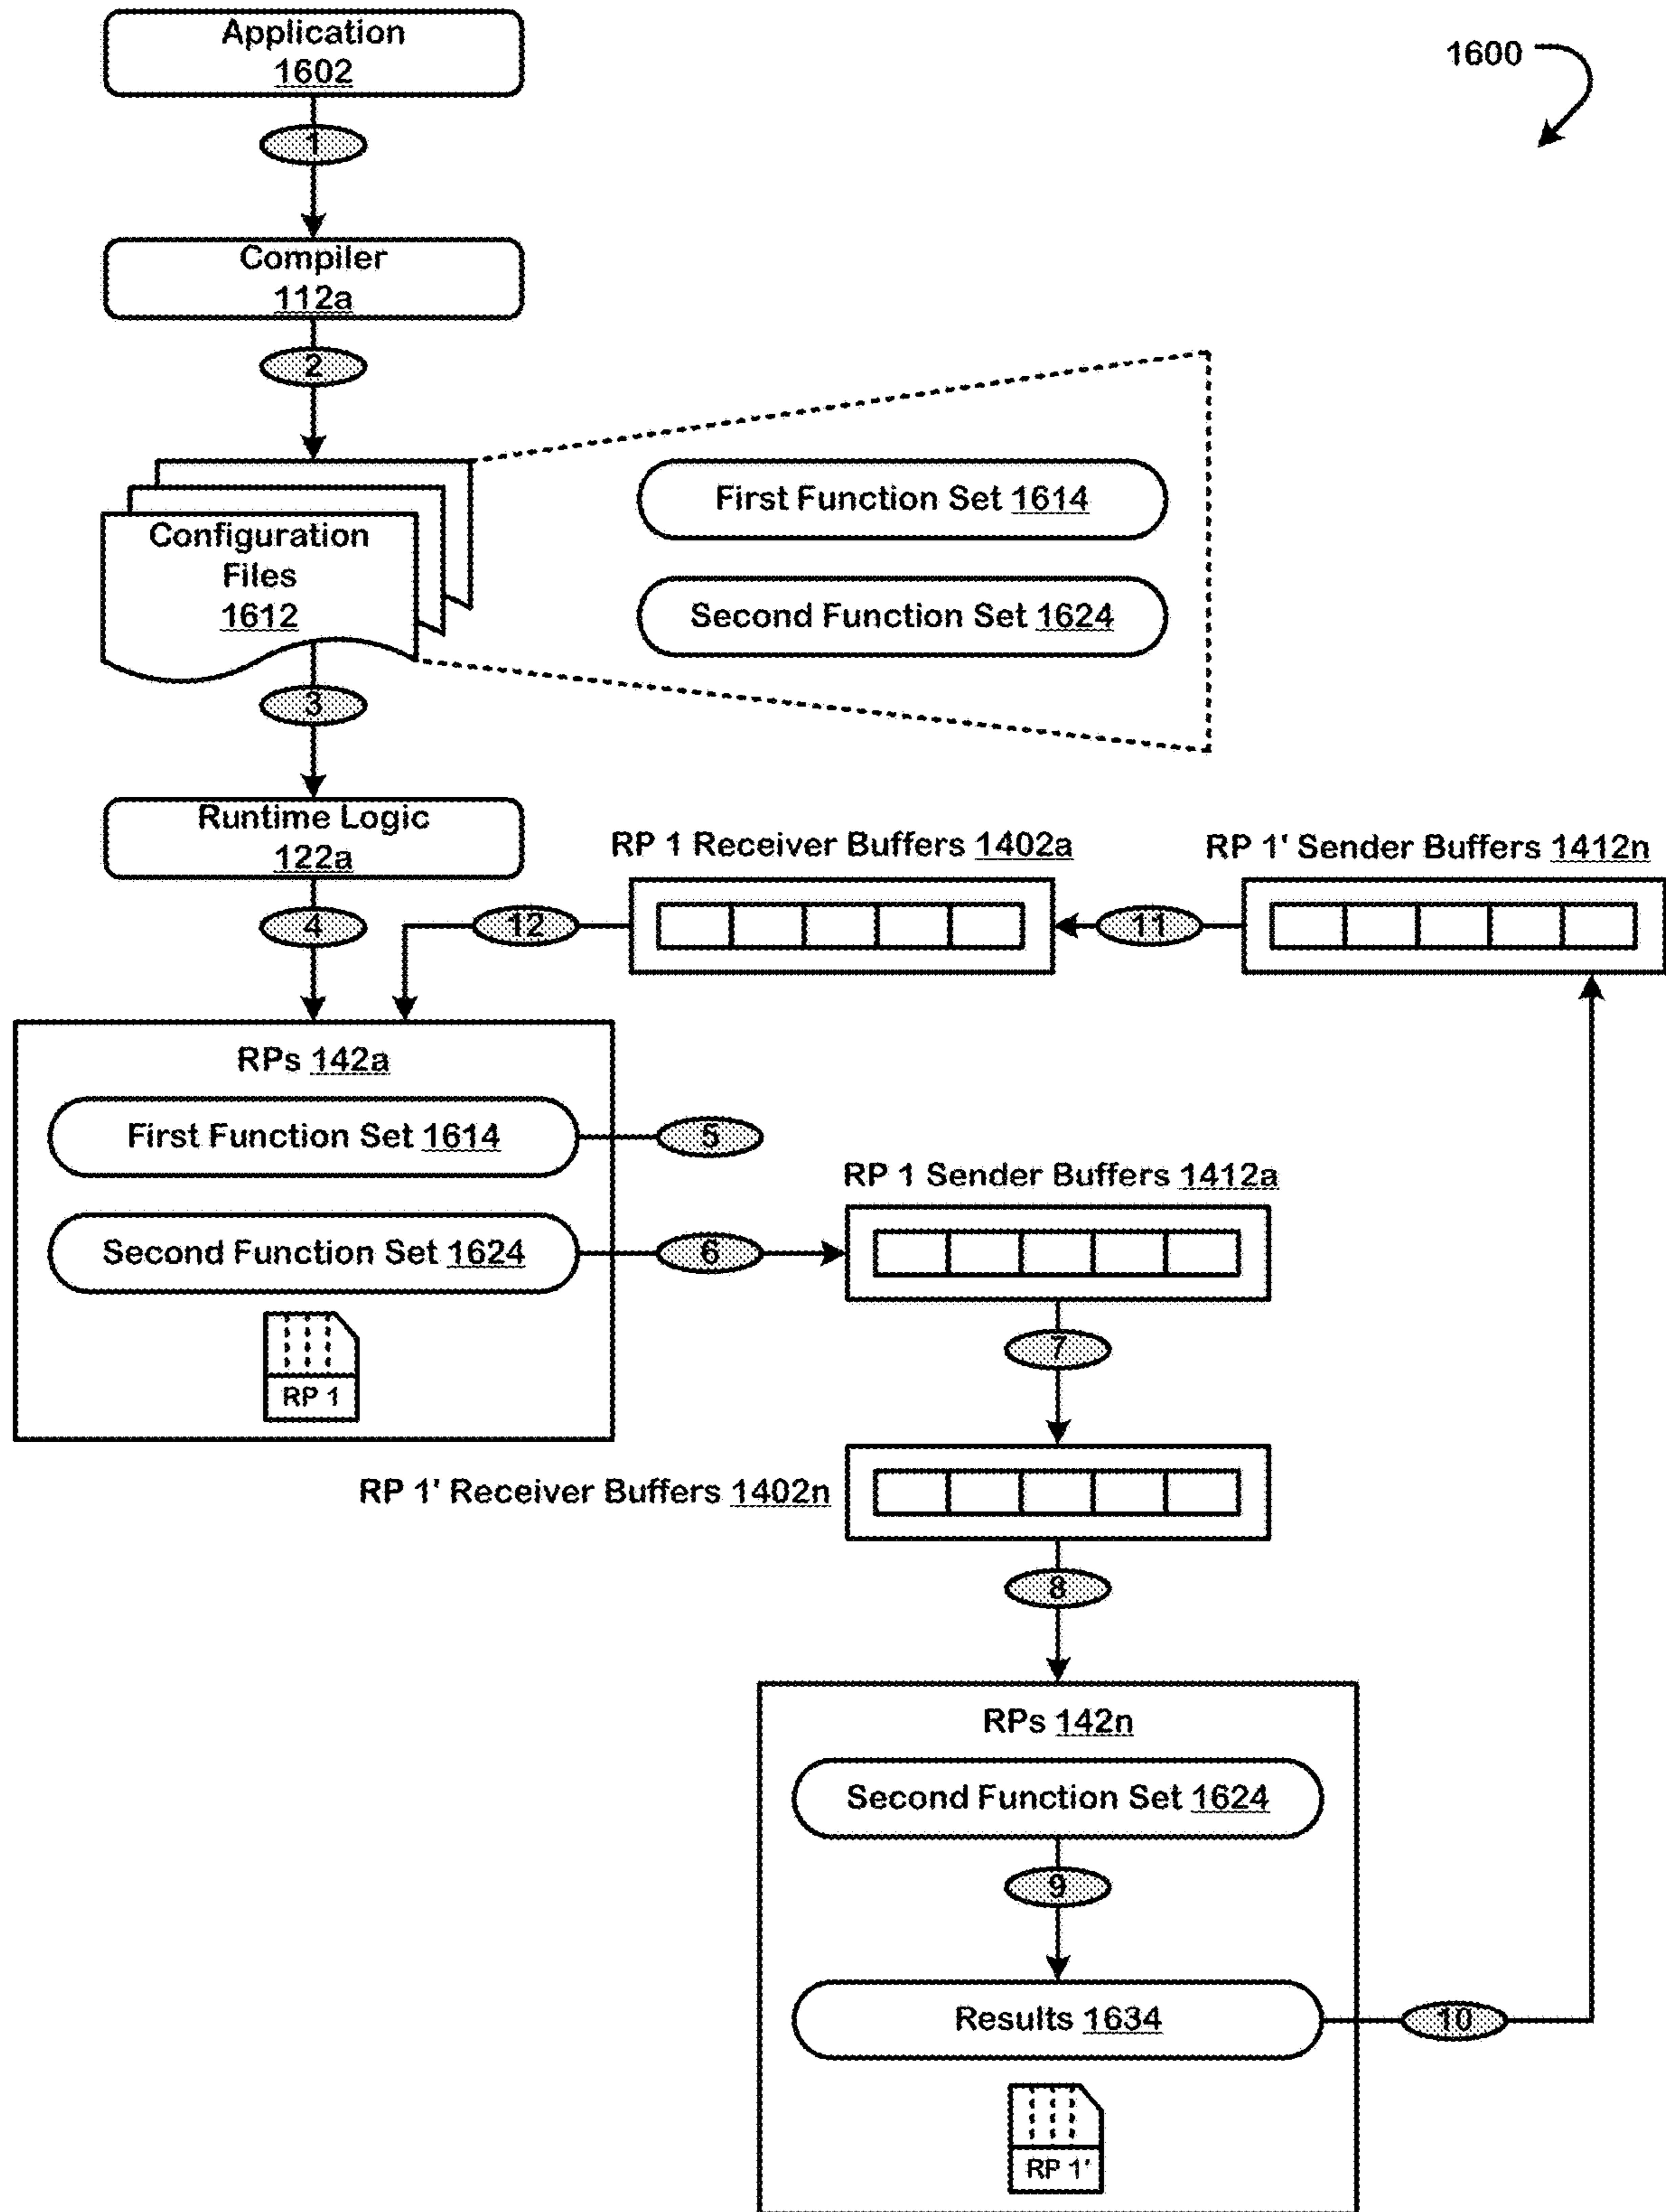 Application
1602
1600
1
Compiler
112a
2
First Function Set 1614
Configuration
Files
1612
Second Function Set 1624
3
Runtime Logic
122a
RP 1 Receiver Buffers 1402a
RP 1' Sender Buffers 1412n
4
12
11
RPs 142a
First Function Set 1614
5
RP 1 Sender Buffers 1412a
Second Function Set 1624
6
7
RP 1
RP 1' Receiver Buffers 1402n
8
RPs 142n
Second Function Set 1624
9
Results 1634
10
RP 1'